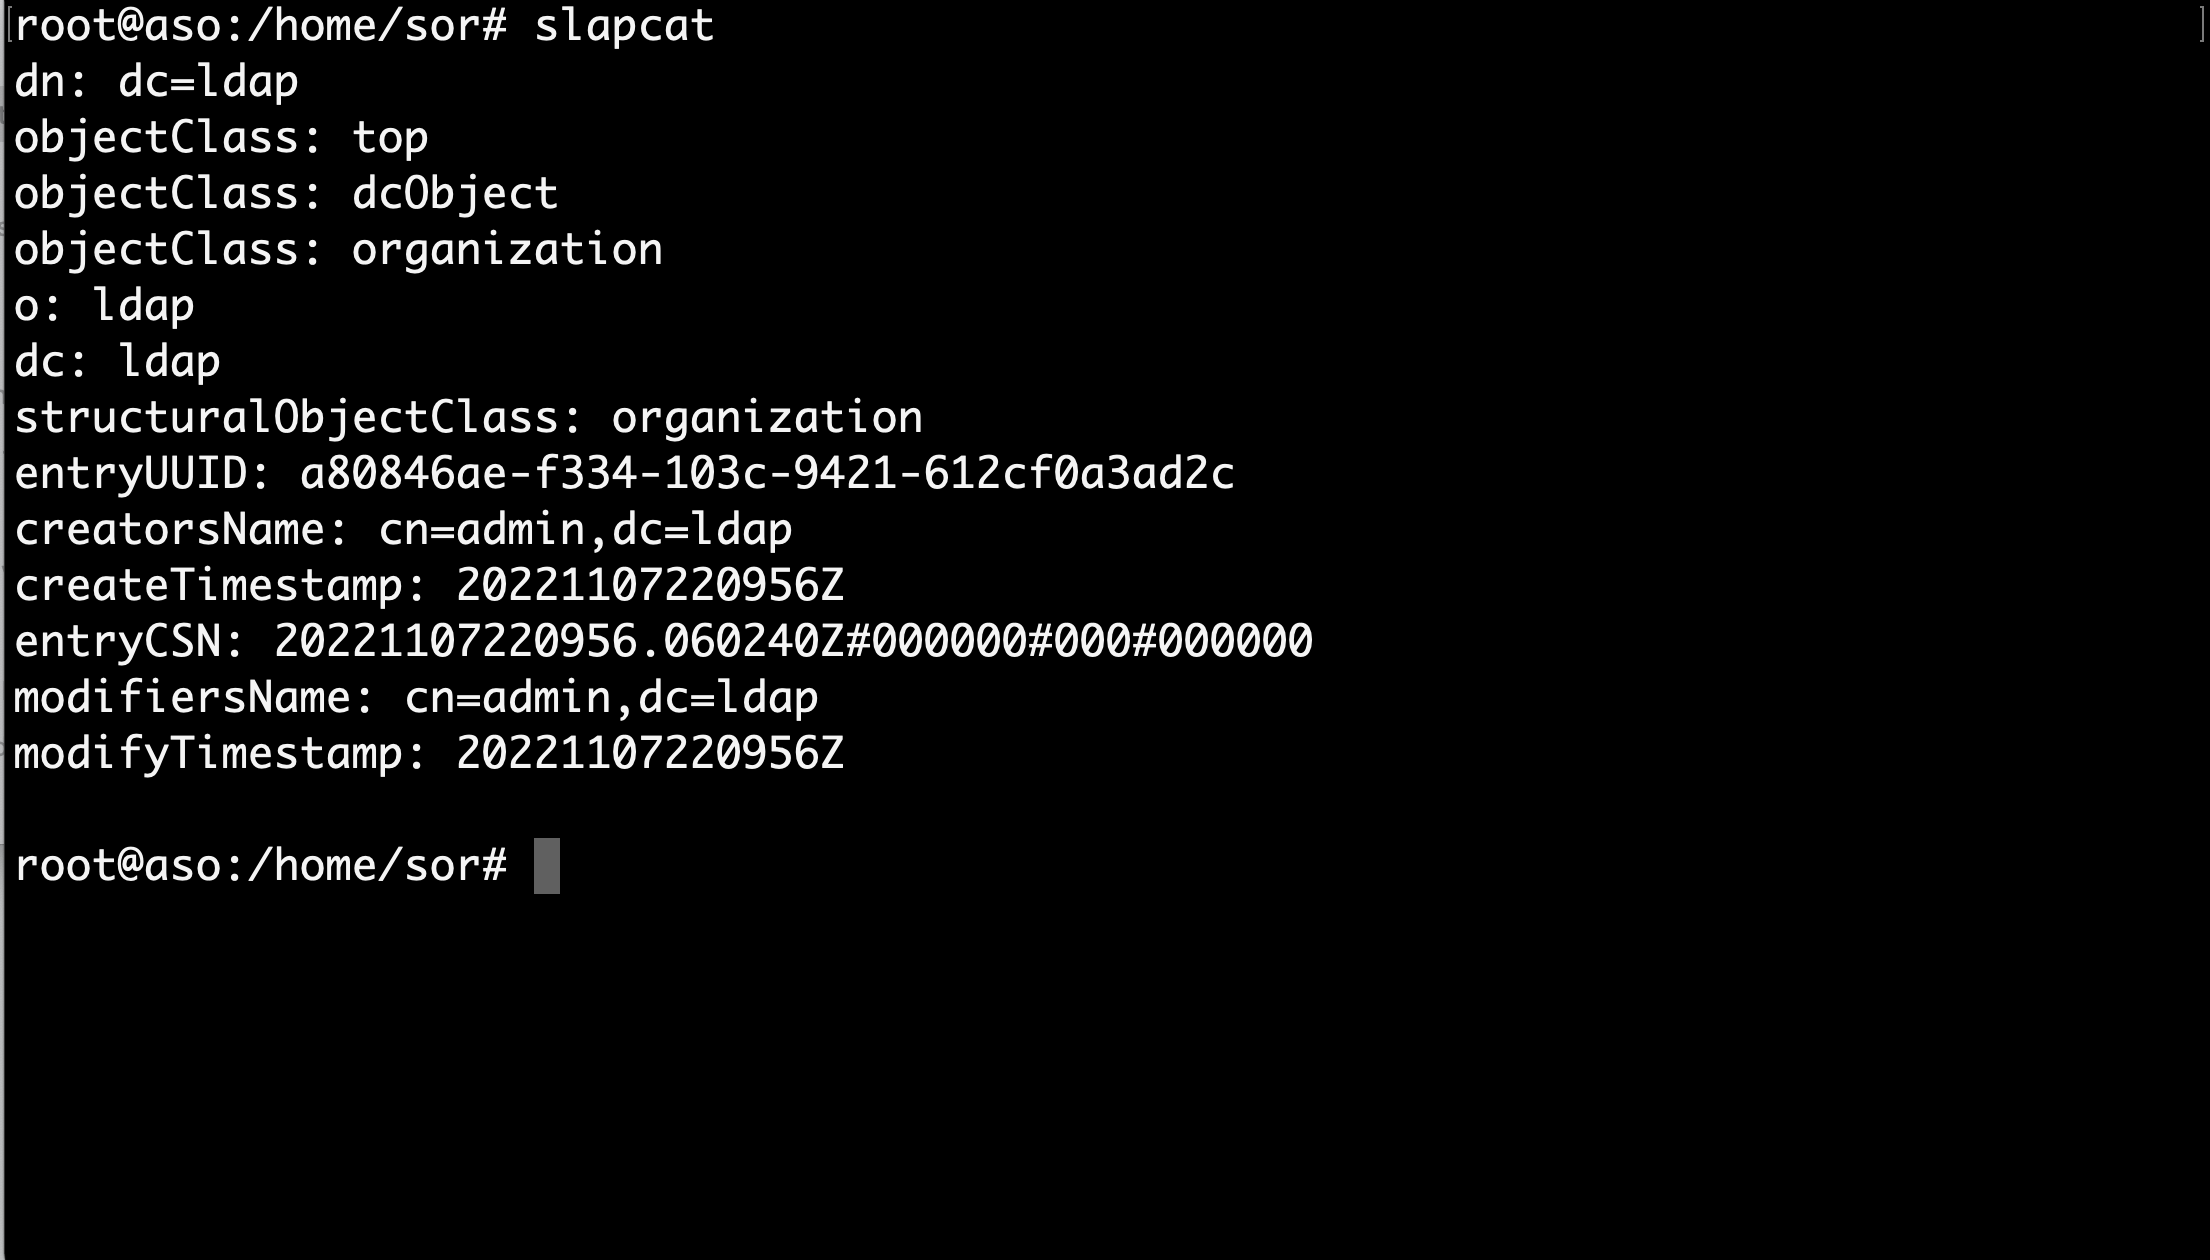 root@aso:/home/sor# slapcat
dn: dc=ldap
objectClass: top
objectClass: dcObject
objectClass: organization
o: ldap
dc: ldap
structuralObjectClass: organization
entryUUID: a80846ae-f334-103c-9421-612cf0a3ad2c
creatorsName: cn=admin,dc=ldap
createTimestamp: 20221107220956Z
entryCSN: 20221107220956.060240Z#000000#000#000000
modifiersName: cn=admin,dc=ldap
modifyTimestamp: 20221107220956Z
root@aso:/home/sor#